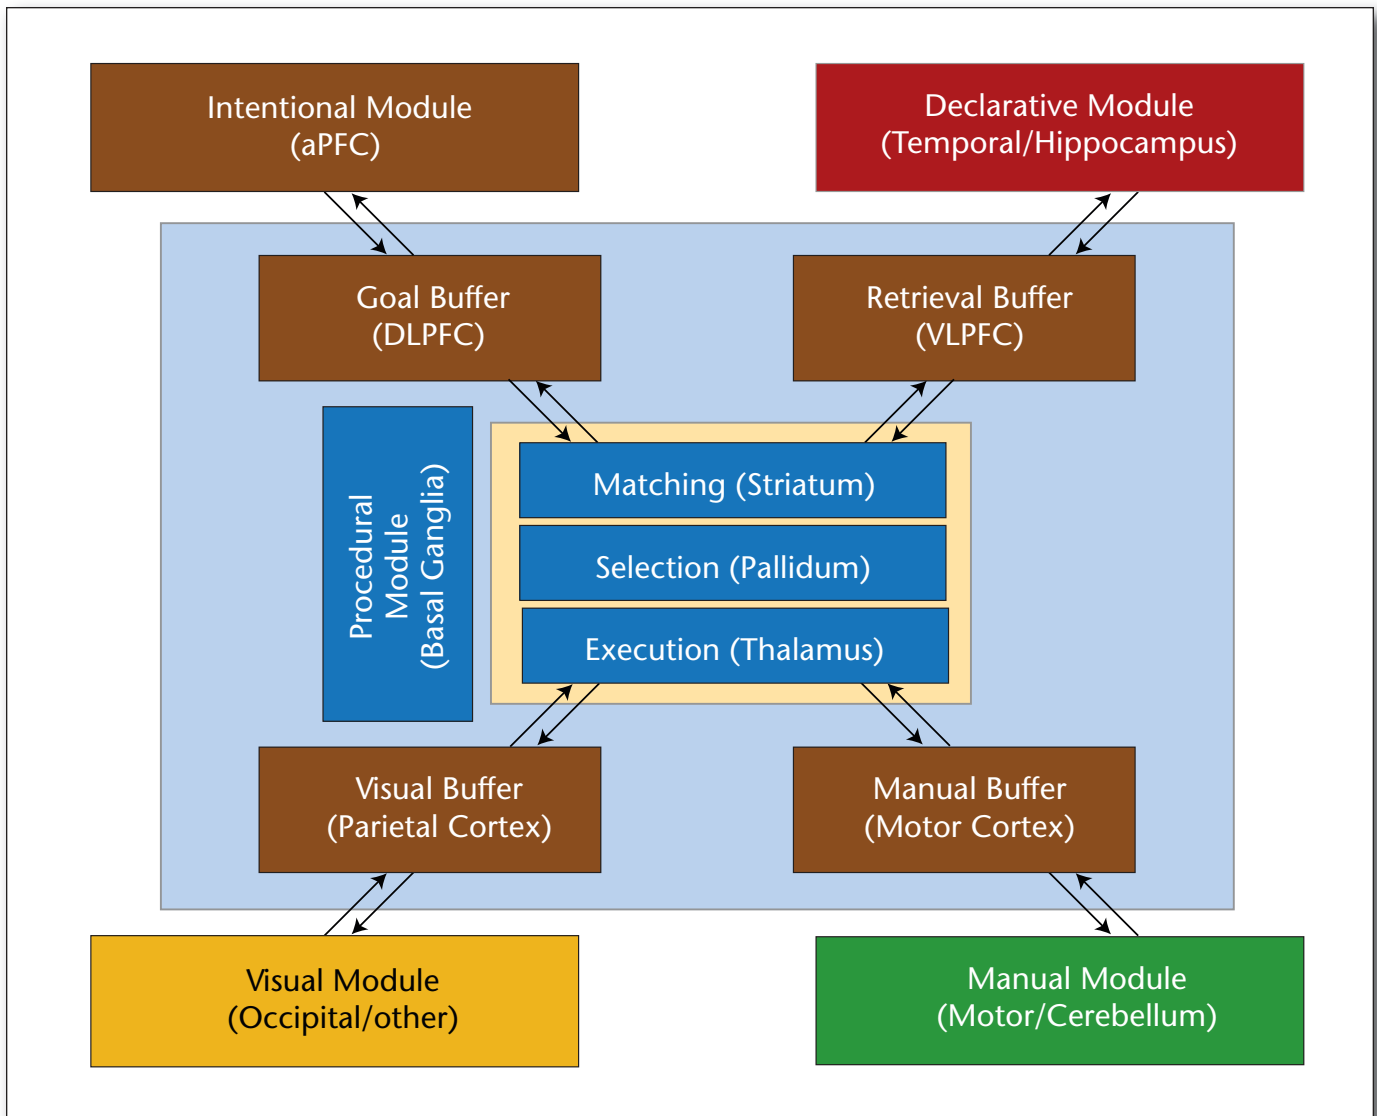 Intentional Module
(aPFC)
Declarative Module
(Temporal/Hippocampus)
Goal Buffer
(DLPFC)
Retrieval Buffer
(VLPFC)
Procedural
Module
(Basal Ganglia)
Matching (Striatum)
Selection (Pallidum)
Execution (Thalamus)
Visual Buffer
(Parietal Cortex)
Manual Buffer
(Motor Cortex)
Visual Module
(Occipital/other)
Manual Module
(Motor/Cerebellum)